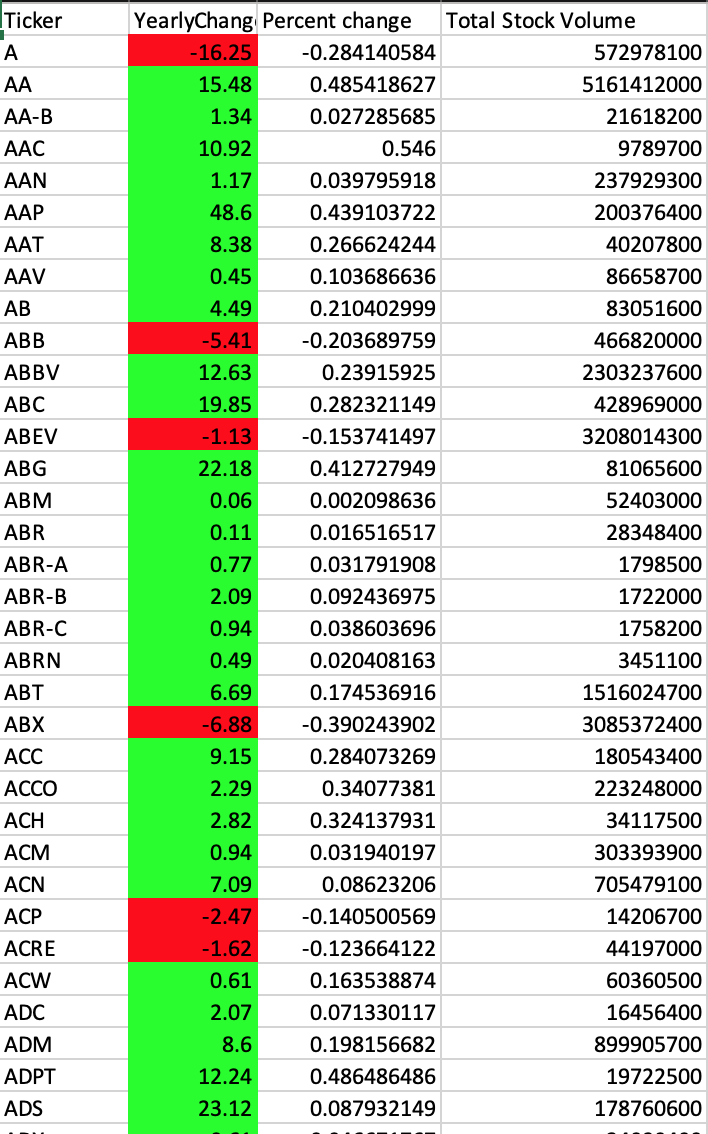 Ticker YearlyChang Percent change Total Stock Volume
A -16.25 -0.284140584 572978100
AA 15.48 0.485418627 5161412000
AA-B 1.34 0.027285685 21618200
AAC 10.92 0.546 9789700
AAN 1.17 0.039795918 237929300
AAP 48.6 0.439103722 200376400
AAT 8.38 0.266624244 40207800
AAV 0.45 0.103686636 86658700
AB 4.49 0.210402999 83051600
ABB -5.41 -0.203689759 466820000
ABBV 12.63 0.23915925 2303237600
ABC 19.85 0.282321149 428969000
ABEV -1.13 -0.153741497 3208014300
ABG 22.18 0.412727949 81065600
ABM 0.06 0.002098636 52403000
ABR 0.11 0.016516517 28348400
ABR-A 0.77 0.031791908 1798500
ABR-B 2.09 0.092436975 1722000
ABR-C 0.94 0.038603696 1758200
ABRN 0.49 0.020408163 3451100
ABT 6.69 0.174536916 1516024700
ABX -6.88 -0.390243902 3085372400
ACC 9.15 0.284073269 180543400
ACCO 2.29 0.34077381 223248000
ACH 2.82 0.324137931 34117500
ACM 0.94 0.031940197 303393900
ACN 7.09 0.08623206 705479100
ACP -2.47 -0.140500569 14206700
ACRE -1.62 -0.123664122 44197000
ACW 0.61 0.163538874 60360500
ADC 2.07 0.071330117 16456400
ADM 8.6 0.198156682 899905700
ADPT 12.24 0.486486486 19722500
ADS 23.12 0.087932149 178760600